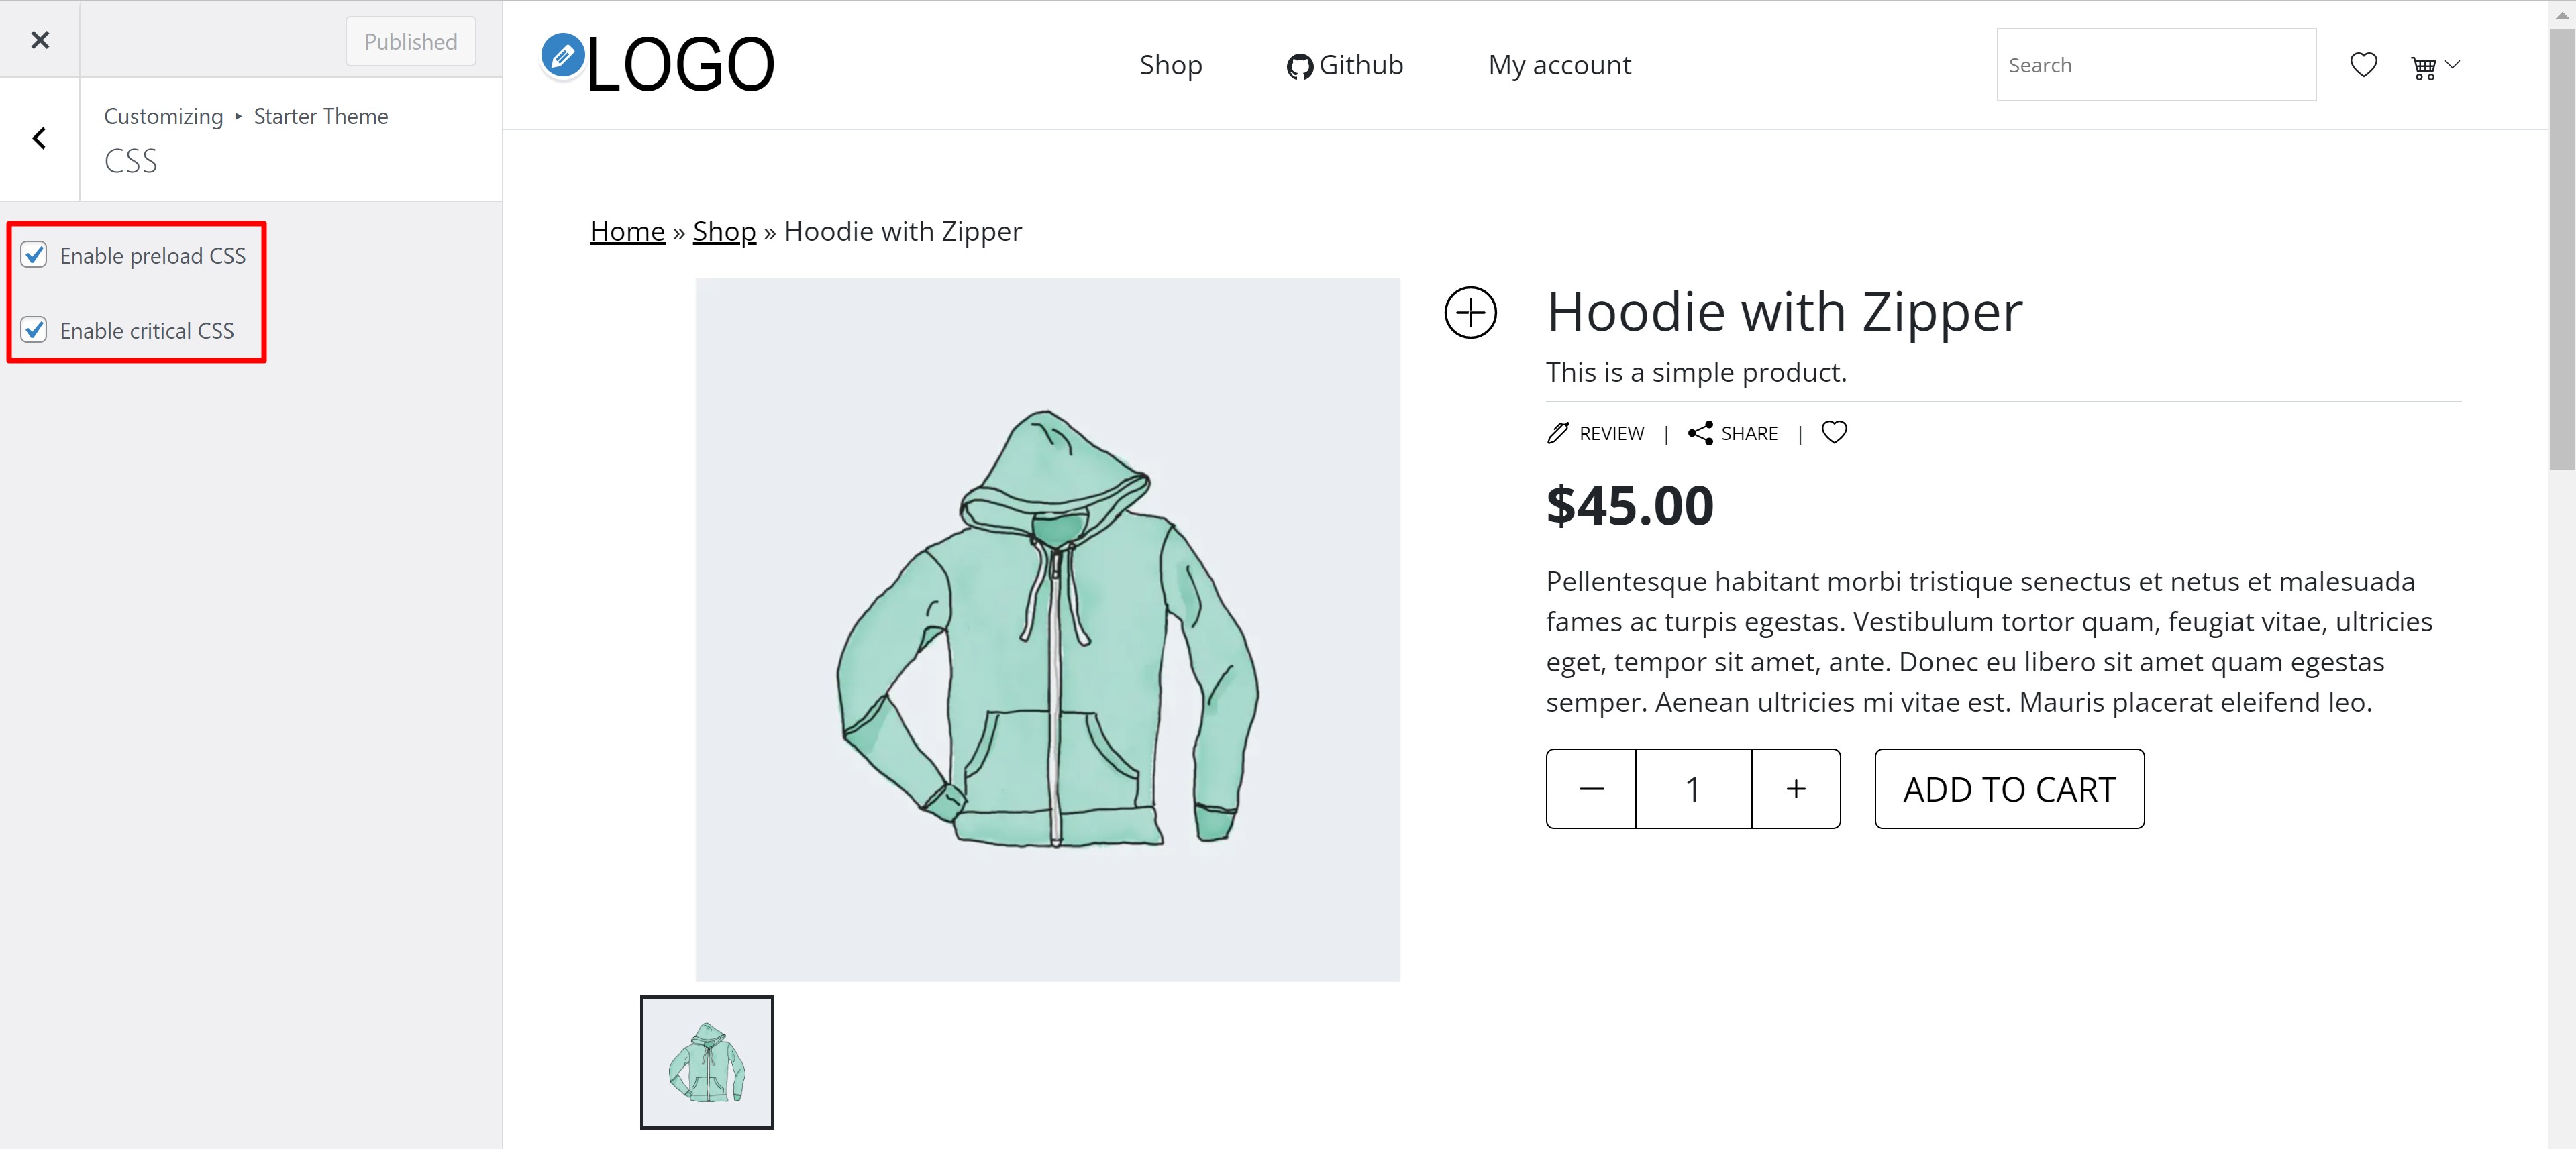 Published
Customizing ▸ Starter Theme
CSS
Enable preload CSS
Enable critical CSS
LOGO
Shop
Github
My account
Search
Home » Shop » Hoodie with Zipper
Hoodie with Zipper
This is a simple product.
REVIEW | SHARE |
$45.00
Pellentesque habitant morbi tristique senectus et netus et malesuada
fames ac turpis egestas. Vestibulum tortor quam, feugiat vitae, ultricies
eget, tempor sit amet, ante. Donec eu libero sit amet quam egestas
semper. Aenean ultricies mi vitae est. Mauris placerat eleifend leo.
— 1 +
ADD TO CART